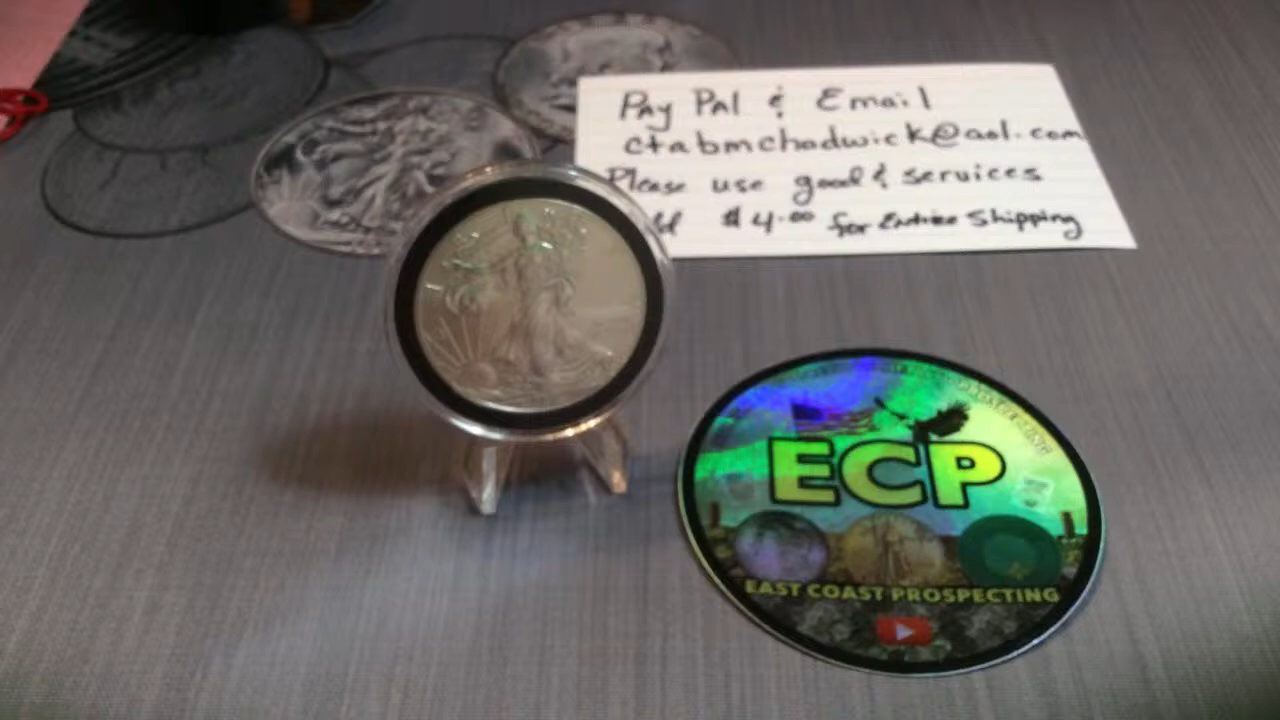 PAY PAL & Email
ctabmchadwick@aol.com
Please use good & services
$4.00 for Entire Shipping
ECP
EAST COAST PROSPECTING